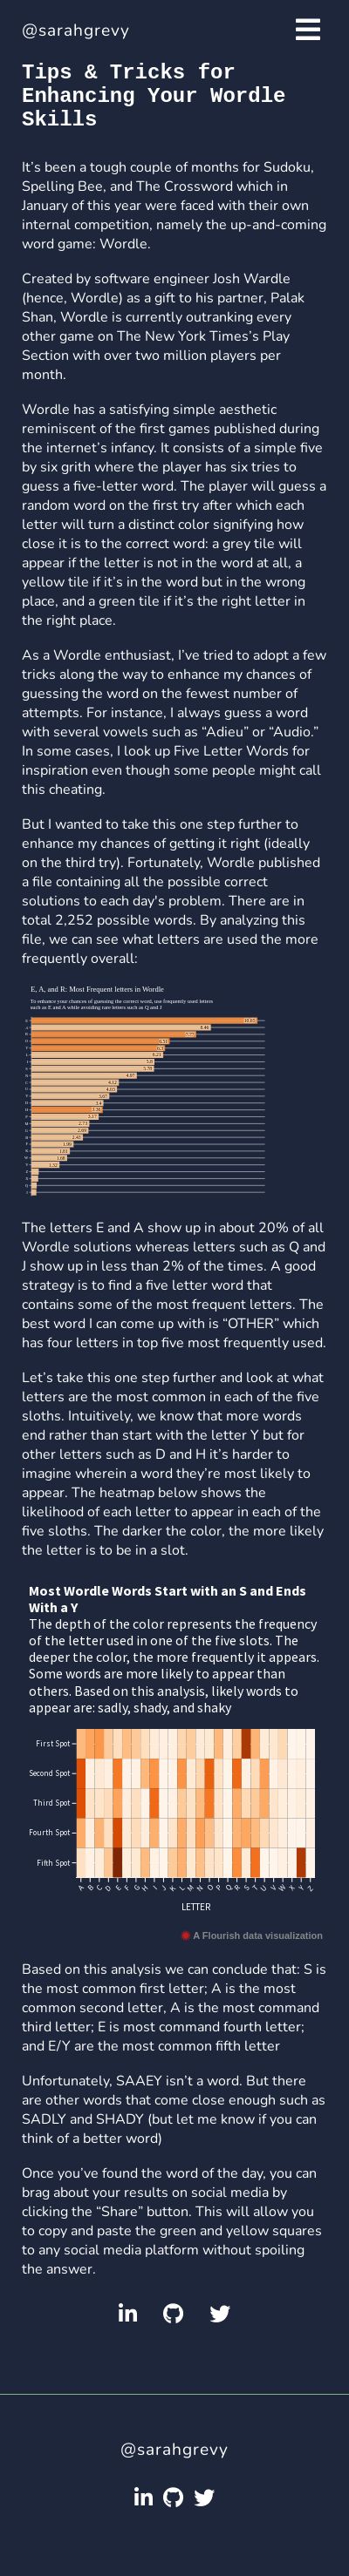 @sarahgrevy
Tips & Tricks for
Enhancing Your Wordle
Skills
It’s been a tough couple of months for Sudoku,
Spelling Bee, and The Crossword which in
January of this year were faced with their own
internal competition, namely the up-and-coming
word game: Wordle.
Created by software engineer Josh Wardle
(hence, Wordle) as a gift to his partner, Palak
Shan, Wordle is currently outranking every
other game on The New York Times’s Play
Section with over two million players per
month.
Wordle has a satisfying simple aesthetic
reminiscent of the first games published during
the internet’s infancy. It consists of a simple five
by six grith where the player has six tries to
guess a five-letter word. The player will guess a
random word on the first try after which each
letter will turn a distinct color signifying how
close it is to the correct word: a grey tile will
appear if the letter is not in the word at all, a
yellow tile if it’s in the word but in the wrong
place, and a green tile if it’s the right letter in
the right place.
As a Wordle enthusiast, I’ve tried to adopt a few
tricks along the way to enhance my chances of
guessing the word on the fewest number of
attempts. For instance, I always guess a word
with several vowels such as “Adieu” or “Audio.”
In some cases, I look up Five Letter Words for
inspiration even though some people might call
this cheating.
But I wanted to take this one step further to
enhance my chances of getting it right (ideally
on the third try). Fortunately, Wordle published
a file containing all the possible correct
solutions to each day's problem. There are in
total 2,252 possible words. By analyzing this
file, we can see what letters are used the more
frequently overall:
E, A, and R: Most Frequent letters in Wordle
To enhance your chances of guessing the correct word, use frequently used letters
such as E and A while avoiding rare letters such as Q and J
The letters E and A show up in about 20% of all
Wordle solutions whereas letters such as Q and
J show up in less than 2% of the times. A good
strategy is to find a five letter word that
contains some of the most frequent letters. The
best word I can come up with is “OTHER” which
has four letters in top five most frequently used.
Let’s take this one step further and look at what
letters are the most common in each of the five
sloths. Intuitively, we know that more words
end rather than start with the letter Y but for
other letters such as D and H it’s harder to
imagine wherein a word they’re most likely to
appear. The heatmap below shows the
likelihood of each letter to appear in each of the
five sloths. The darker the color, the more likely
the letter is to be in a slot.
Most Wordle Words Start with an S and Ends
With a Y
The depth of the color represents the frequency
of the letter used in one of the five slots. The
deeper the color, the more frequently it appears.
Some words are more likely to appear than
others. Based on this analysis, likely words to
appear are: sadly, shady, and shaky
First Spot
Second Spot
Third Spot
Fourth Spot
Fifth Spot
A B C D E F G H I J K L M N O P Q R S T U V W X Y Z
LETTER
A Flourish data visualization
Based on this analysis we can conclude that: S is
the most common first letter; A is the most
common second letter, A is the most command
third letter; E is most command fourth letter;
and E/Y are the most common fifth letter
Unfortunately, SAAEY isn’t a word. But there
are other words that come close enough such as
SADLY and SHADY (but let me know if you can
think of a better word)
Once you’ve found the word of the day, you can
brag about your results on social media by
clicking the “Share” button. This will allow you
to copy and paste the green and yellow squares
to any social media platform without spoiling
the answer.
@sarahgrevy